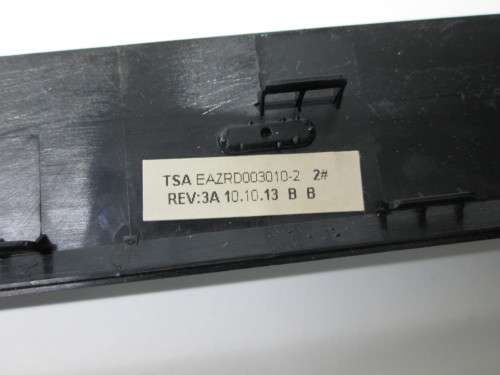 TSA EAZRD003010-2 2#
REV:3A 10.10.13 B B